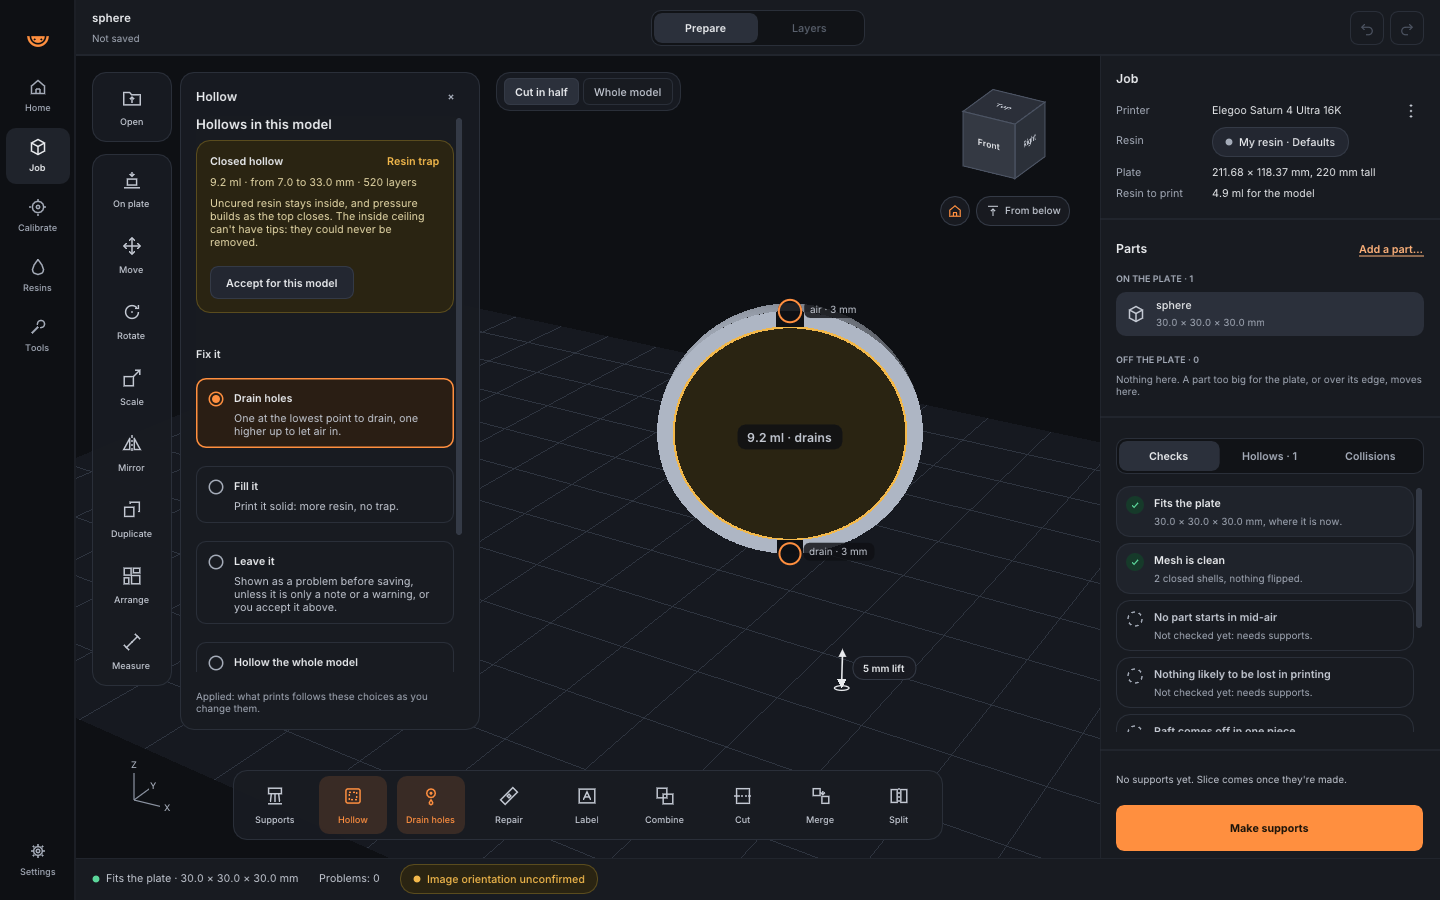 sphere
Not saved
Prepare
Layers
Home
Job
Calibrate
Resins
Tools
Settings
Open
On plate
Move
Rotate
Scale
Mirror
Duplicate
Arrange
Measure
Hollow
×
Hollows in this model
Closed hollow
Resin trap
9.2 ml · from 7.0 to 33.0 mm · 520 layers
Uncured resin stays inside, and pressure
builds as the top closes. The inside ceiling
can't have tips: they could never be
removed.
Accept for this model
Fix it
Drain holes
One at the lowest point to drain, one
higher up to let air in.
Fill it
Print it solid: more resin, no trap.
Leave it
Shown as a problem before saving,
unless it is only a note or a warning, or
you accept it above.
Hollow the whole model
Applied: what prints follows these choices as you
change them.
Cut in half
Whole model
Top
Front
Right
From below
air · 3 mm
9.2 ml · drains
drain · 3 mm
5 mm lift
Z
Y
X
Supports
Hollow
Drain holes
Repair
Label
Combine
Cut
Merge
Split
Job
Printer
Elegoo Saturn 4 Ultra 16K
Resin
My resin · Defaults
Plate
211.68 × 118.37 mm, 220 mm tall
Resin to print
4.9 ml for the model
Parts
Add a part...
ON THE PLATE · 1
sphere
30.0 × 30.0 × 30.0 mm
OFF THE PLATE · 0
Nothing here. A part too big for the plate, or over its edge, moves
here.
Checks
Hollows · 1
Collisions
Fits the plate
30.0 × 30.0 × 30.0 mm, where it is now.
Mesh is clean
2 closed shells, nothing flipped.
No part starts in mid-air
Not checked yet: needs supports.
Nothing likely to be lost in printing
Not checked yet: needs supports.
Raft comes off in one piece
No supports yet. Slice comes once they're made.
Make supports
Fits the plate · 30.0 × 30.0 × 30.0 mm
Problems: 0
Image orientation unconfirmed